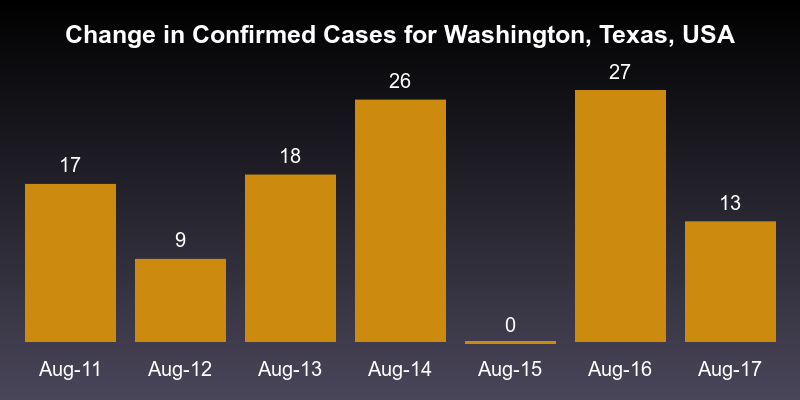 Change in Confirmed Cases for Washington, Texas, USA
17
9
18
26
0
27
13
Aug-11
Aug-12
Aug-13
Aug-14
Aug-15
Aug-16
Aug-17